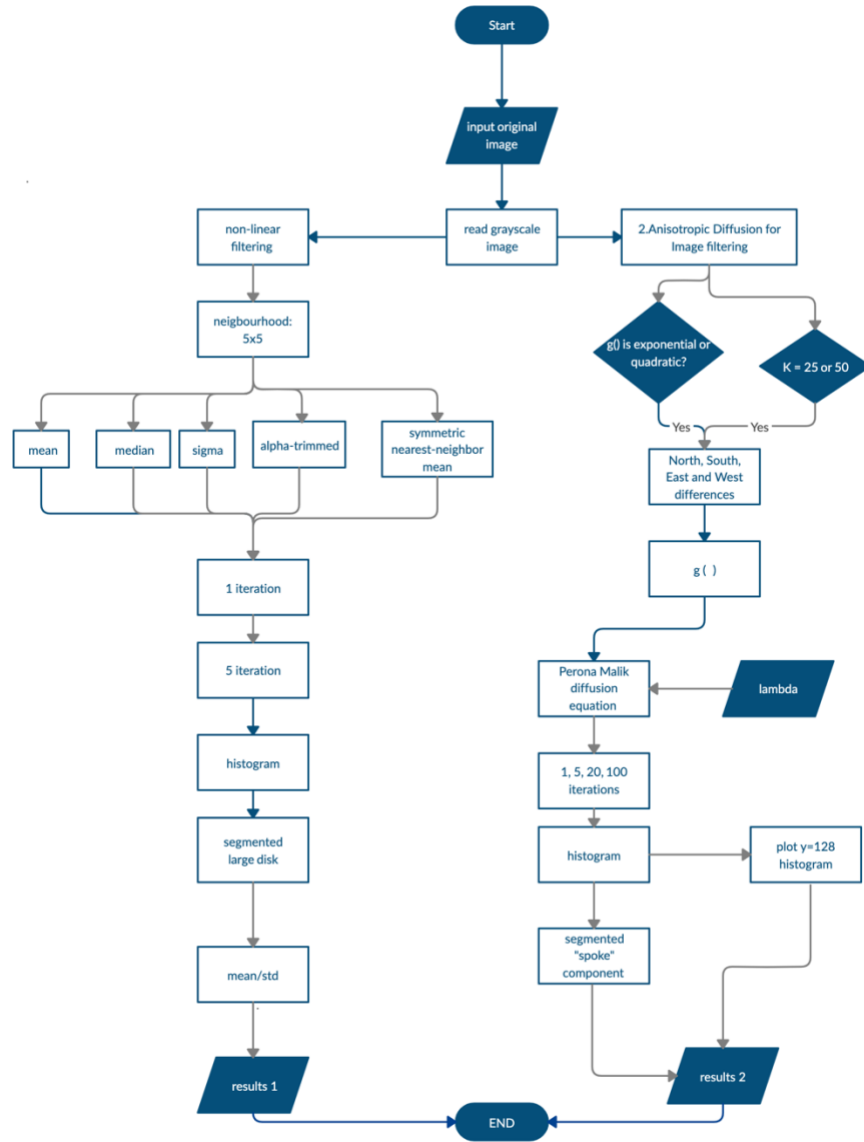 Start
input original
image
non-linear
filtering
read grayscale
image
2.Anisotropic Diffusion for
Image filtering
neigbourhood:
5x5
g() is exponential or
quadratic?
K = 25 or 50
Yes
Yes
mean
median
sigma
alpha-trimmed
symmetric
nearest-neighbor
mean
North, South,
East and West
differences
1 iteration
g ( )
5 iteration
Perona Malik
diffusion
equation
lambda
histogram
1, 5, 20, 100
iterations
segmented
large disk
histogram
plot y=128
histogram
segmented
"spoke"
component
mean/std
results 1
results 2
END